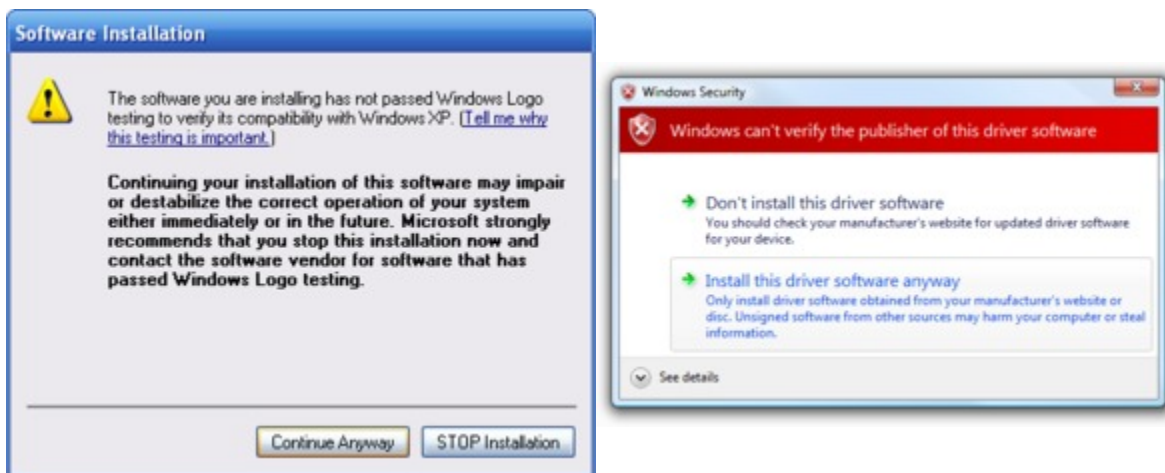 Software Installation
The software you are installing has not passed Windows Logo
testing to verify its compatibility with Windows XP. (Tell me why
this testing is important.)
Continuing your installation of this software may impair
or destabilize the correct operation of your system
either immediately or in the future. Microsoft strongly
recommends that you stop this installation now and
contact the software vendor for software that has
passed Windows Logo testing.
Continue Anyway
STOP Installation
Windows Security
Windows can't verify the publisher of this driver software
Don't install this driver software
You should check your manufacturer's website for updated driver software
for your device.
Install this driver software anyway
Only install driver software obtained from your manufacturer's website or
disc. Unsigned software from other sources may harm your computer or steal
information.
See details